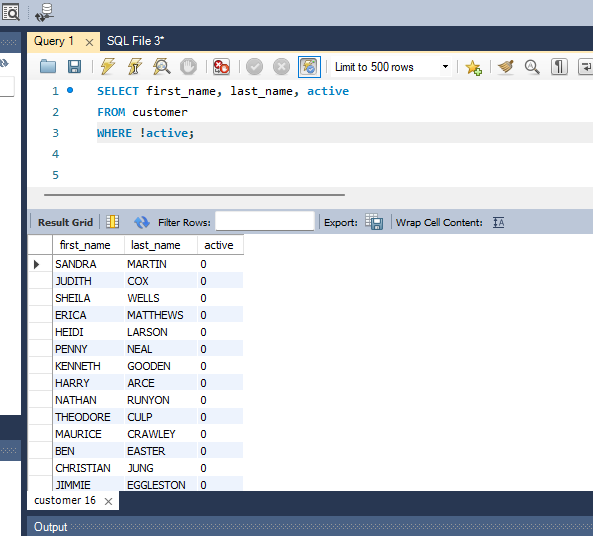 Query 1 SQL File 3*
Limit to 500 rows
1 SELECT first_name, last_name, active
2 FROM customer
3 WHERE !active;
4
5
Result Grid Filter Rows: Export: Wrap Cell Content:
first_name last_name active
SANDRA MARTIN 0
JUDITH COX 0
SHEILA WELLS 0
ERICA MATTHEWS 0
HEIDI LARSON 0
PENNY NEAL 0
KENNETH GOODEN 0
HARRY ARCE 0
NATHAN RUNYON 0
THEODORE CULP 0
MAURICE CRAWLEY 0
BEN EASTER 0
CHRISTIAN JUNG 0
JIMMIE EGGLESTON 0
customer 16
Output